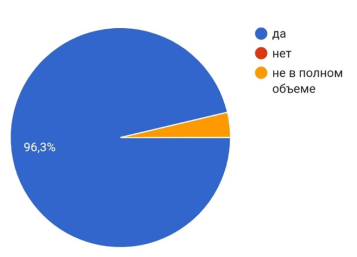 да
нет
не в полном
объеме
96,3%